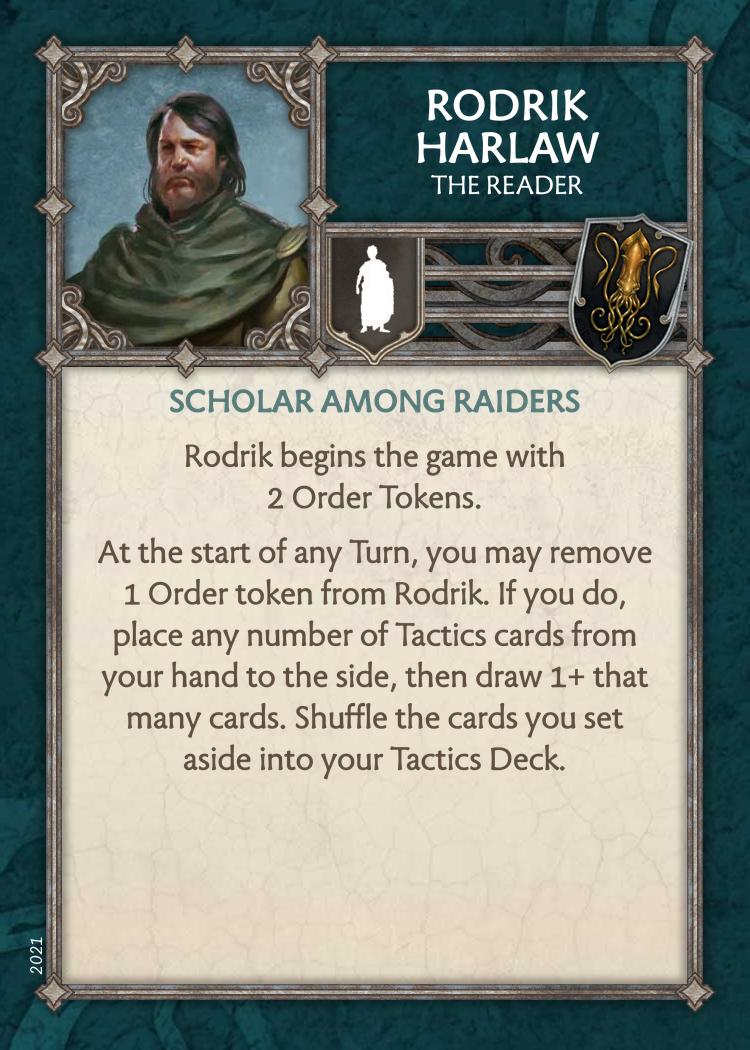 RODRIK
HARLAW
THE READER
SCHOLAR AMONG RAIDERS
Rodrik begins the game with
2 Order Tokens.
At the start of any Turn, you may remove
1 Order token from Rodrik. If you do,
place any number of Tactics cards from
your hand to the side, then draw 1+ that
many cards. Shuffle the cards you set
aside into your Tactics Deck.
2021